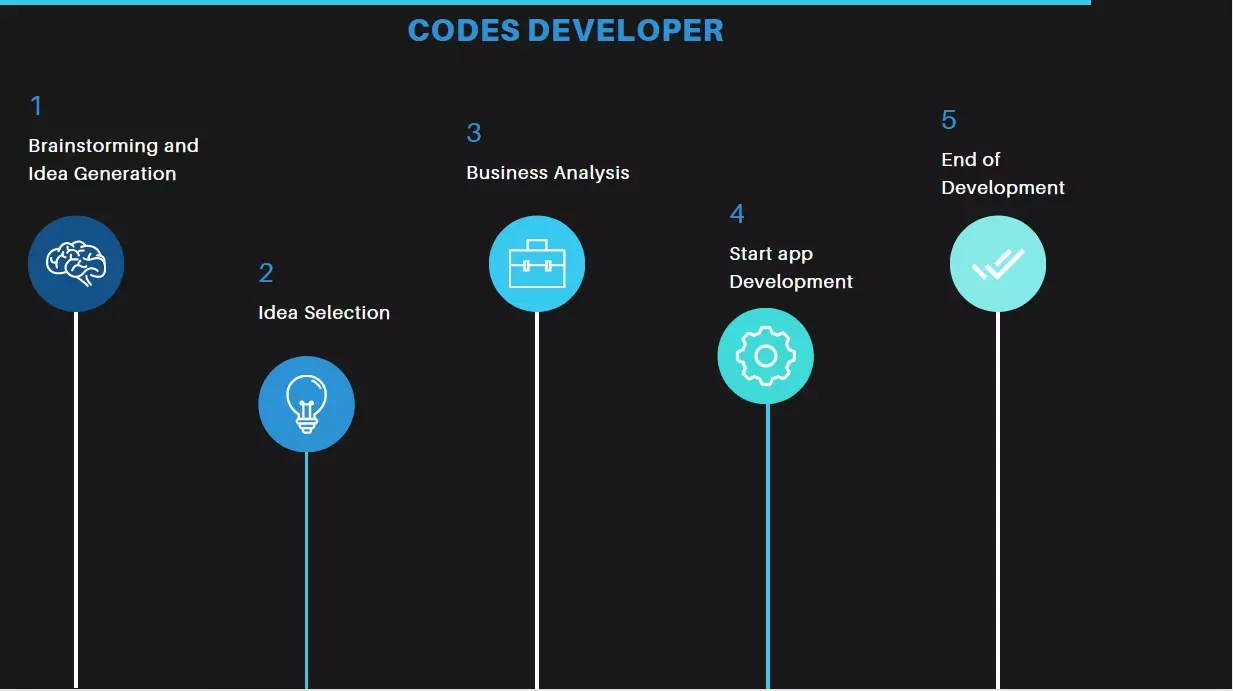 CODES DEVELOPER
1
Brainstorming and
Idea Generation
2
Idea Selection
3
Business Analysis
4
Start app
Development
5
End of
Development